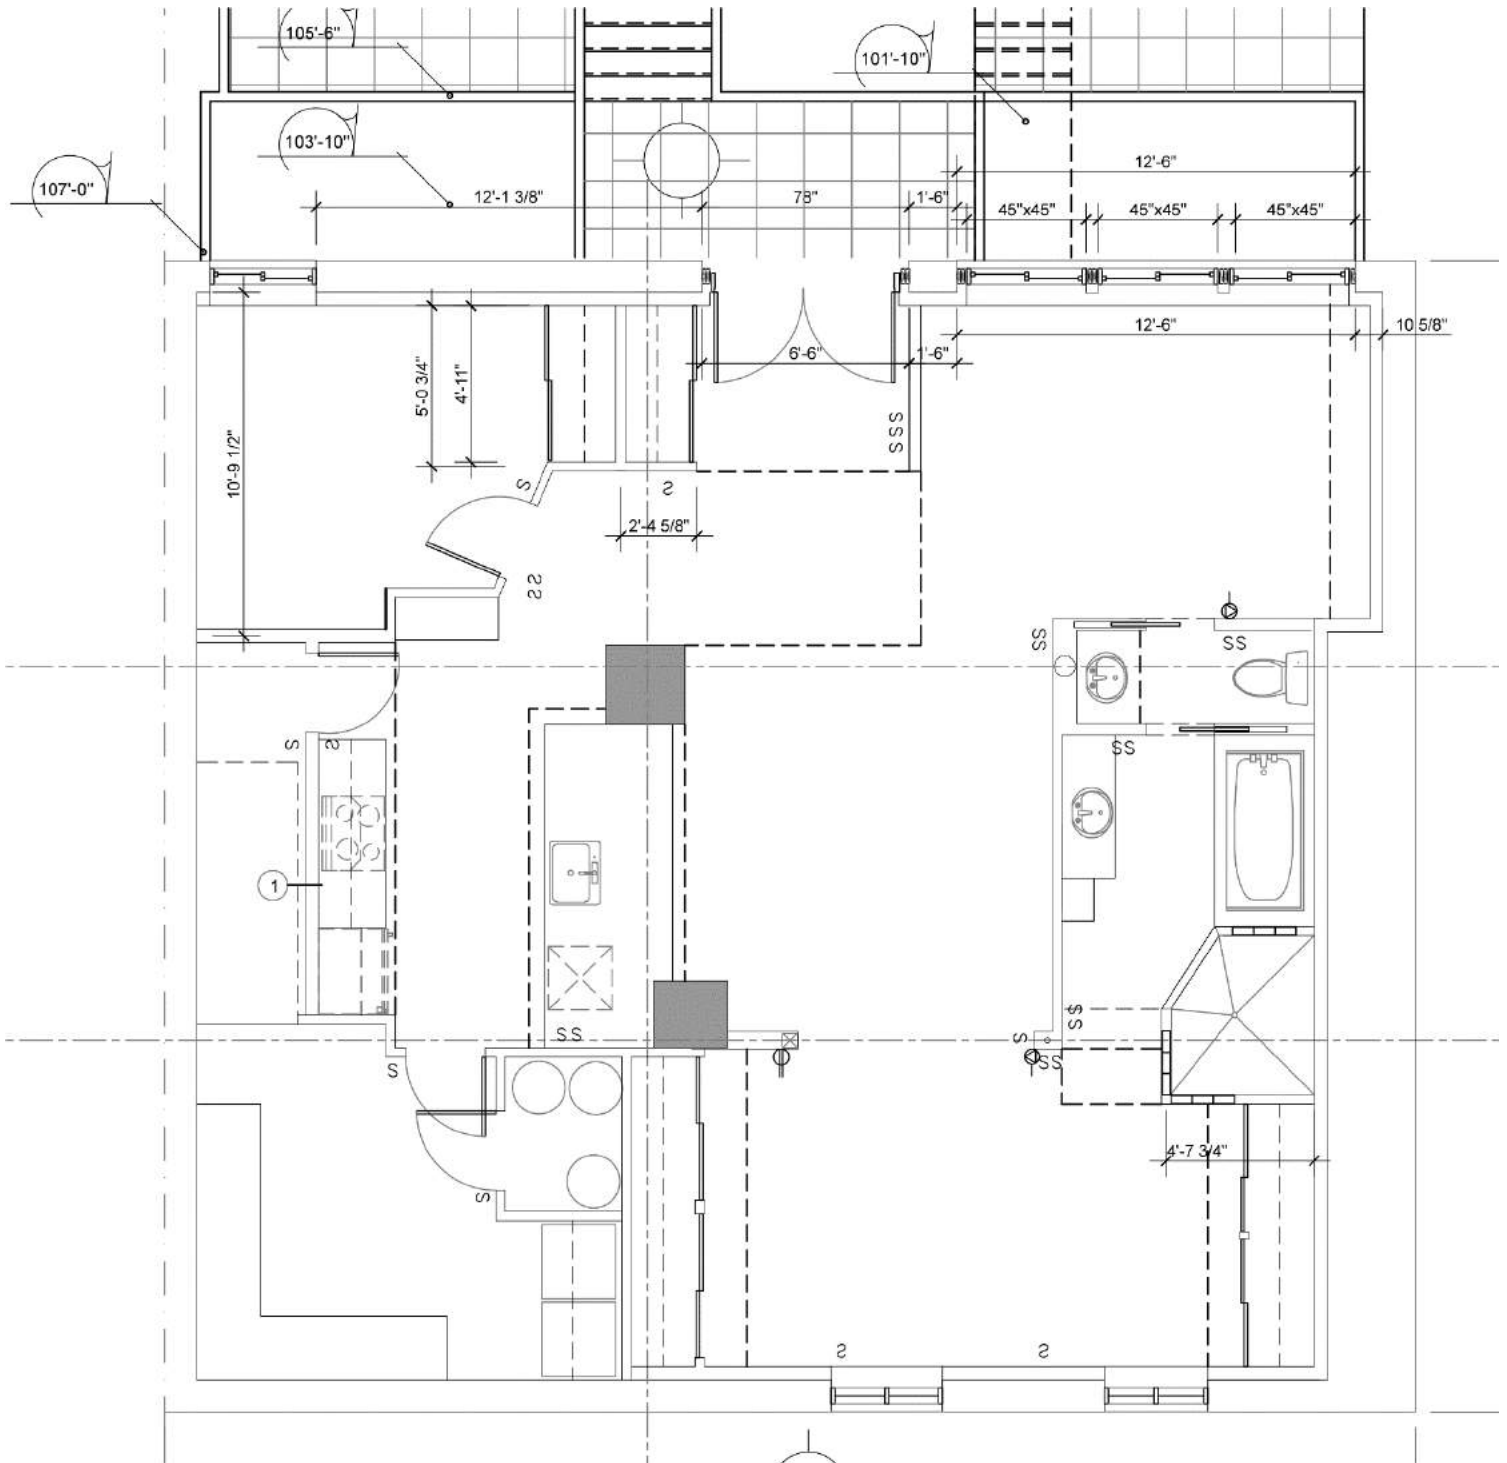 105'-6"
101'-10"
103'-10"
12'-6"
107'-0"
12'-1 3/8"
78"
1'-6"
45"x45"
45"x45"
45"x45"
12'-6"
10 5/8"
6'-6"
1'-6"
5'-0 3/4"
4'-11"
10'-9 1/2"
SSS
S
S
2'-4 5/8"
SS
SS
SS
S
S
SS
1
SS
SS
S
SS
S
4'-7 3/4"
S
S
S